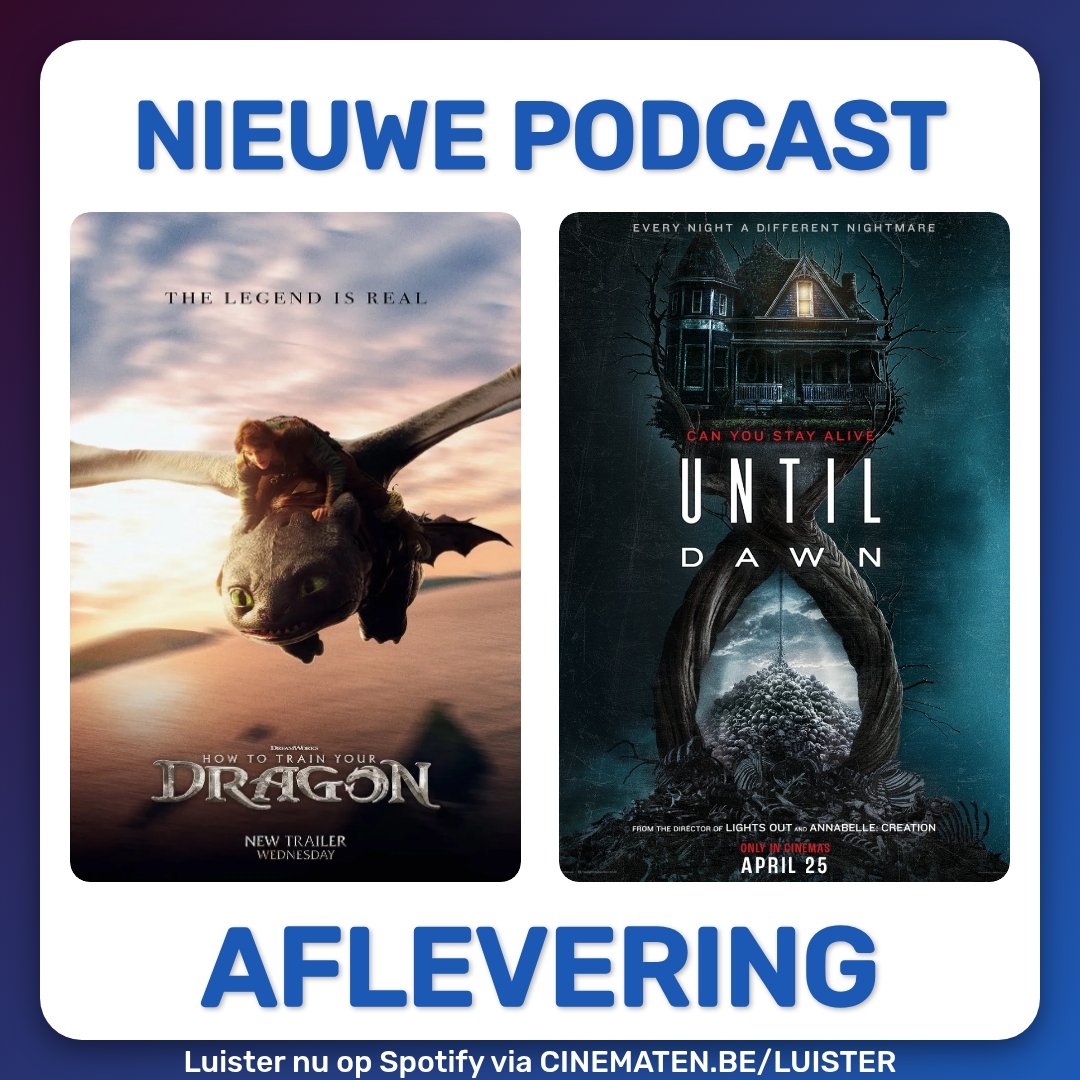 NIEUWE PODCAST
THE LEGEND IS REAL
DREAMWORKS
HOW TO TRAIN YOUR
DRAGON
NEW TRAILER
WEDNESDAY
EVERY NIGHT A DIFFERENT NIGHTMARE
CAN YOU STAY ALIVE
UNTIL
DAWN
FROM THE DIRECTOR OF LIGHTS OUT AND ANNABELLE: CREATION
ONLY IN CINEMAS
APRIL 25
AFLEVERING
Luister nu op Spotify via CINEMATEN.BE/LUISTER